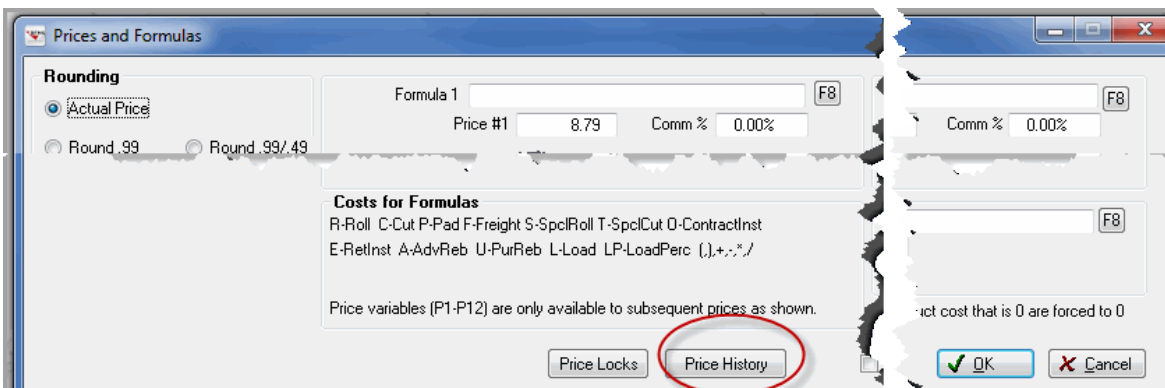 Prices and Formulas
Rounding
Actual Price
Round .99 Round .99/.49
Formula 1 F8 F8
Price #1 8.79 Comm % 0.00% Comm % 0.00%
Costs for Formulas
R-Roll C-Cut P-Pad F-Freight S-SpclRoll T-SpclCut O-ContractInst F8
E-RetInst A-AdvReb U-PurReb L-Load LP-LoadPerc (,),+,-,*,/
Price variables (P1-P12) are only available to subsequent prices as shown. cost that is 0 are forced to 0
Price Locks Price History OK Cancel